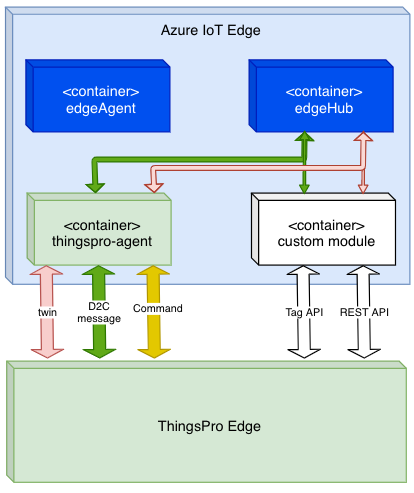 Azure IoT Edge
<container>
edgeAgent
<container>
edgeHub
<container>
thingspro-agent
<container>
custom module
twin
D2C
message
Command
Tag API
REST API
ThingsPro Edge